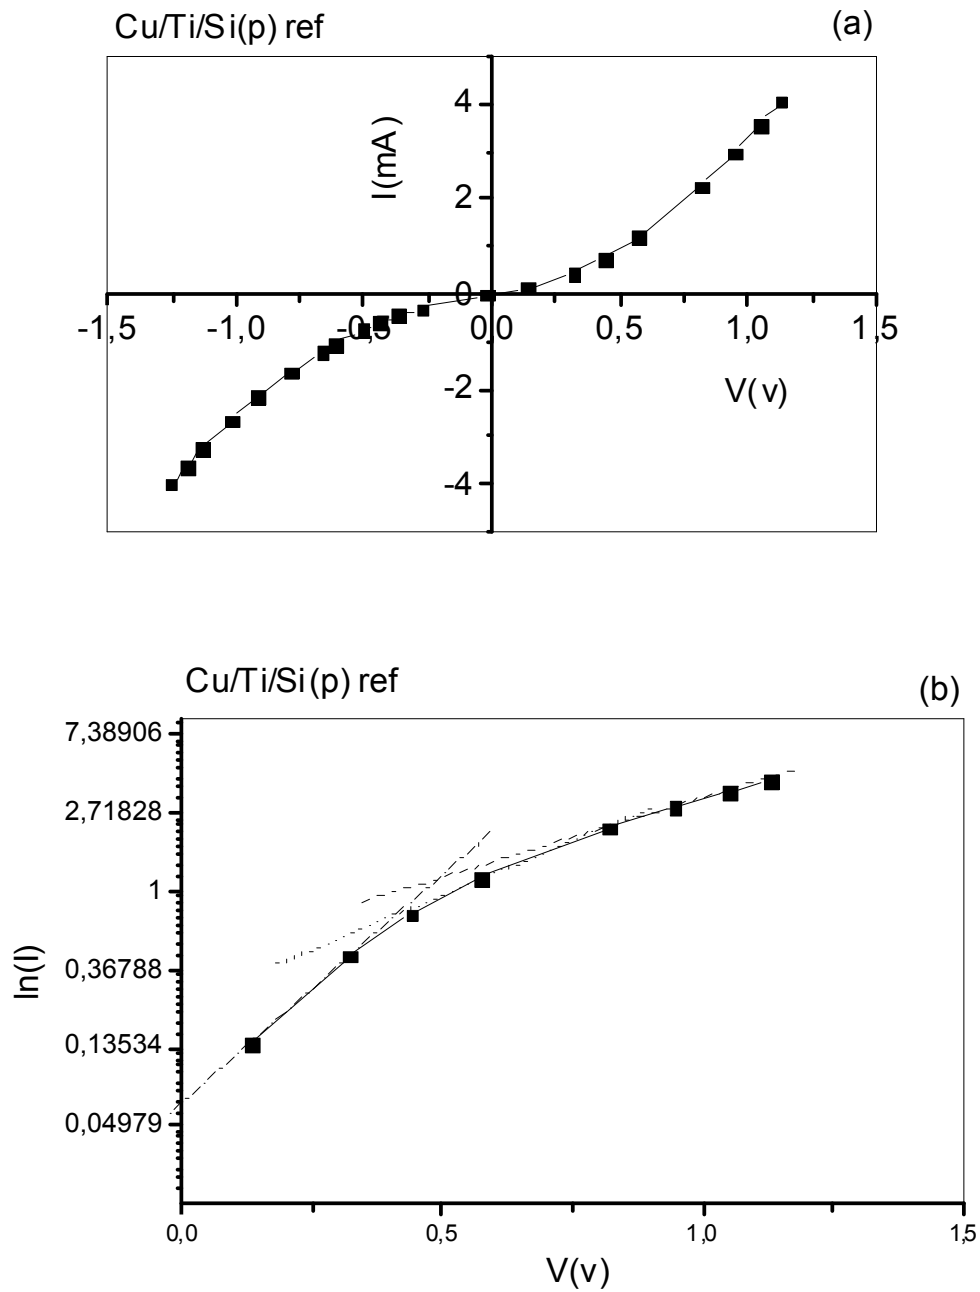 Cu/Ti/Si(p) ref
(a)
I(mA)
4
2
0
-2
-4
-1,5
-1,0
-0,5
0,0
0,5
1,0
1,5
V(v)
Cu/Ti/Si(p) ref
(b)
ln(I)
7,38906
2,71828
1
0,36788
0,13534
0,04979
0,0
0,5
1,0
1,5
V(v)